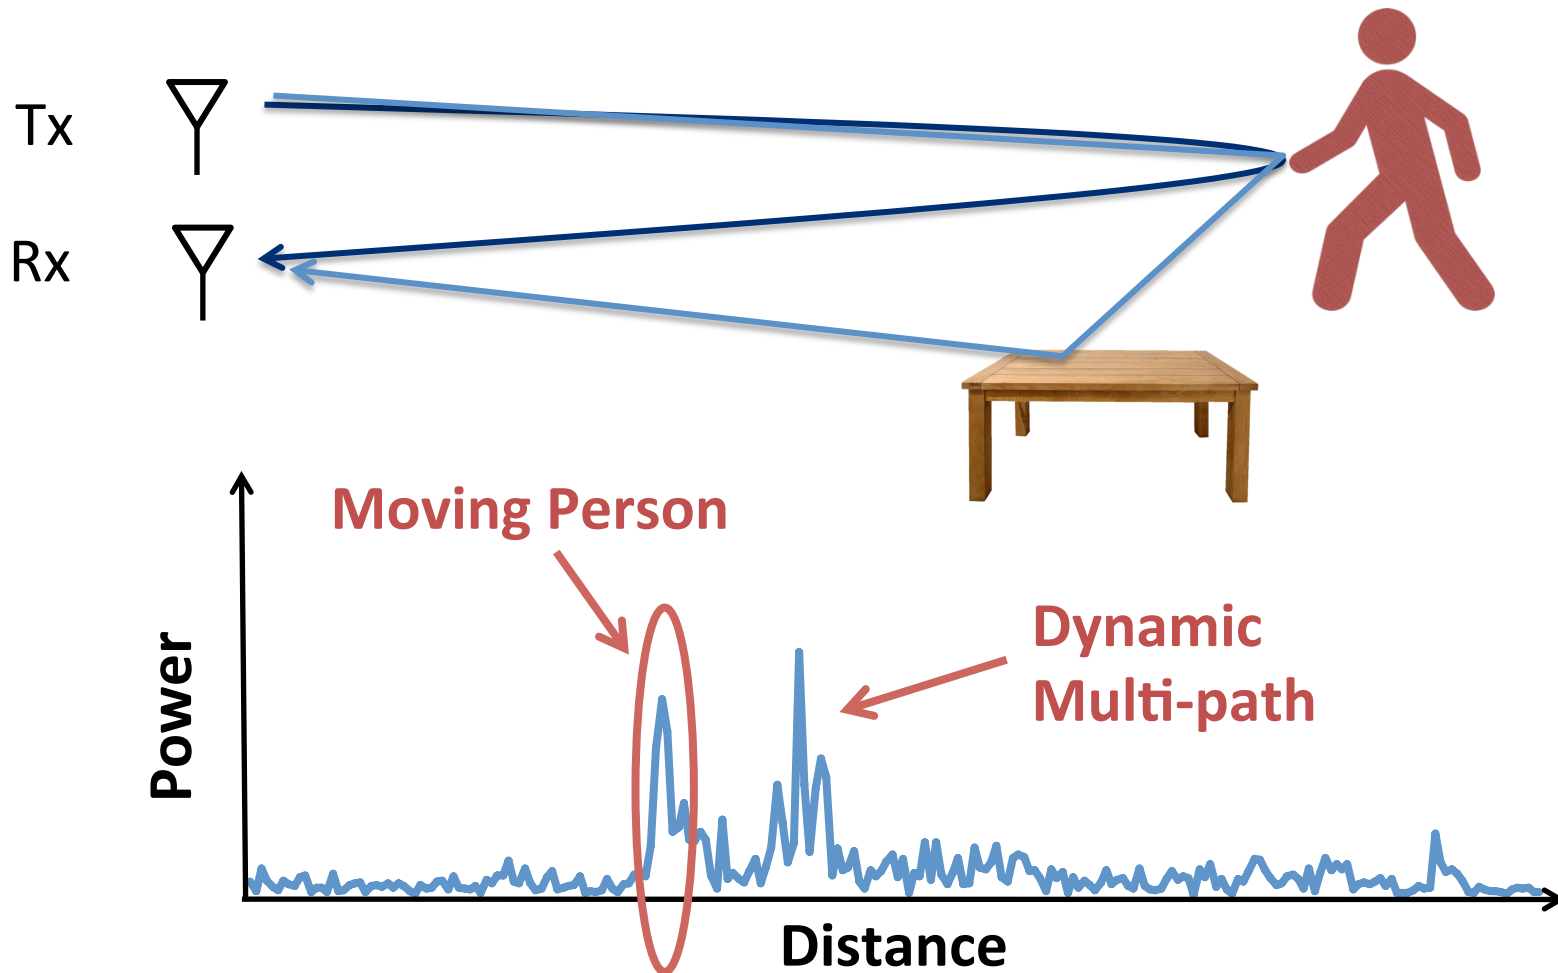 Tx
Rx
Moving Person
Dynamic
Multi-path
Power
Distance